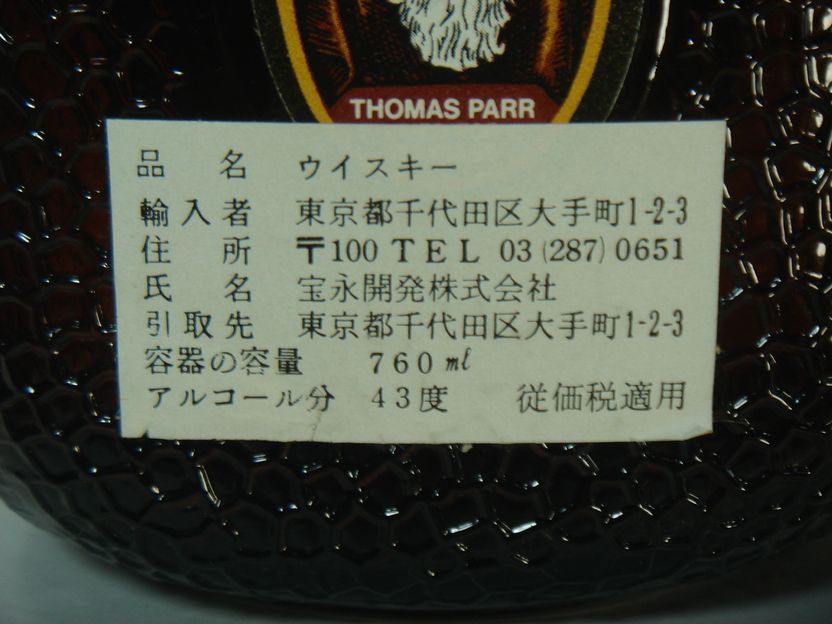 THOMAS PARR
品名 ウイスキー
輸入者 東京都千代田区大手町1-2-3
住所 〒100 TEL 03(287)0651
氏名 宝永開発株式会社
引取先 東京都千代田区大手町1-2-3
容器の容量 760ml
アルコール分 43度 従価税適用